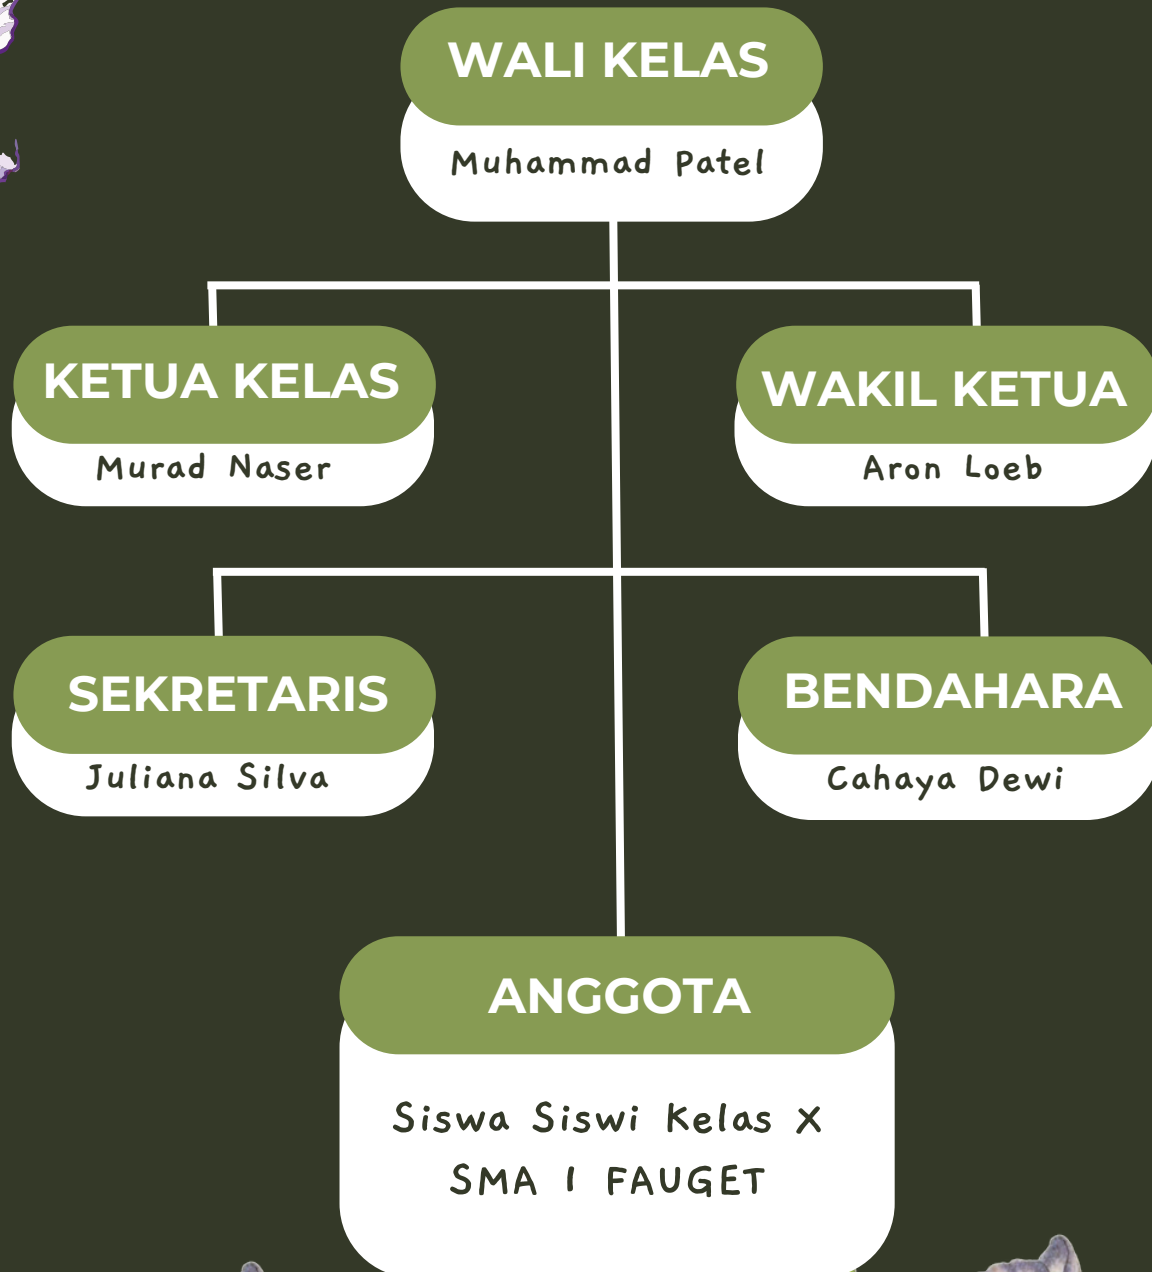 WALI KELAS
Muhammad Patel
KETUA KELAS
Murad Naser
WAKIL KETUA
Aron Loeb
SEKRETARIS
Juliana Silva
BENDAHARA
Cahaya Dewi
ANGGOTA
Siswa Siswi Kelas X
SMA 1 FAUGET